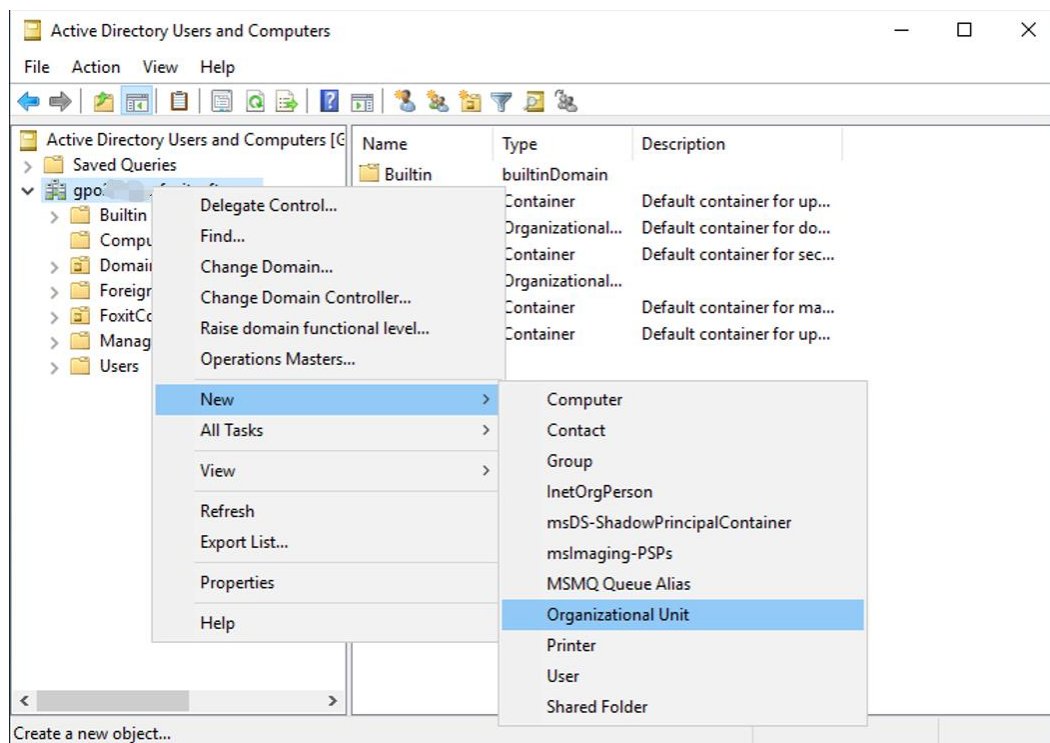 Active Directory Users and Computers
File Action View Help
Active Directory Users and Computers [G
Saved Queries
gpo
Builtin
Compu
Domain
Foreign
FoxitCo
Manag
Users
Name Type Description
Builtin builtinDomain
Container Default container for up...
Organizational... Default container for do...
Container Default container for sec...
Organizational...
Container Default container for ma...
Container Default container for up...
Delegate Control...
Find...
Change Domain...
Change Domain Controller...
Raise domain functional level...
Operations Masters...
New
All Tasks
View
Refresh
Export List...
Properties
Help
Computer
Contact
Group
InetOrgPerson
msDS-ShadowPrincipalContainer
msImaging-PSPs
MSMQ Queue Alias
Organizational Unit
Printer
User
Shared Folder
Create a new object...